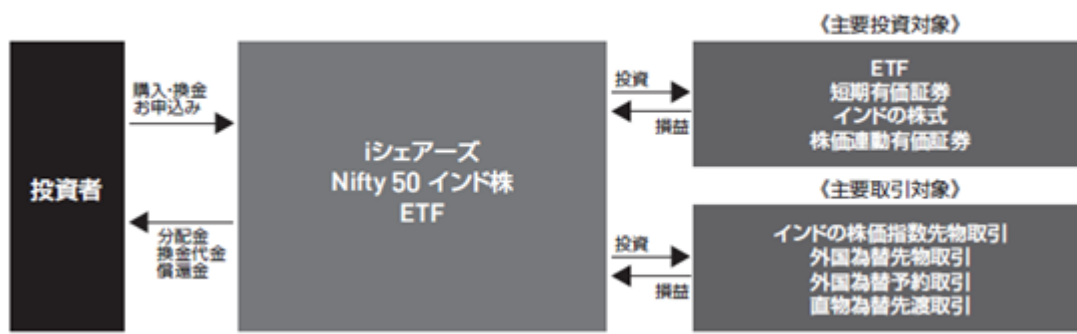 投資者
購入・換金
お申込み
分配金
換金代金
償還金
iシェアーズ
Nifty 50 インド株
ETF
投資
損益
投資
損益
《主要投資対象》
ETF
短期有価証券
インドの株式
株価連動有価証券
《主要取引対象》
インドの株価指数先物取引
外国為替先物取引
外国為替予約取引
直物為替先渡取引